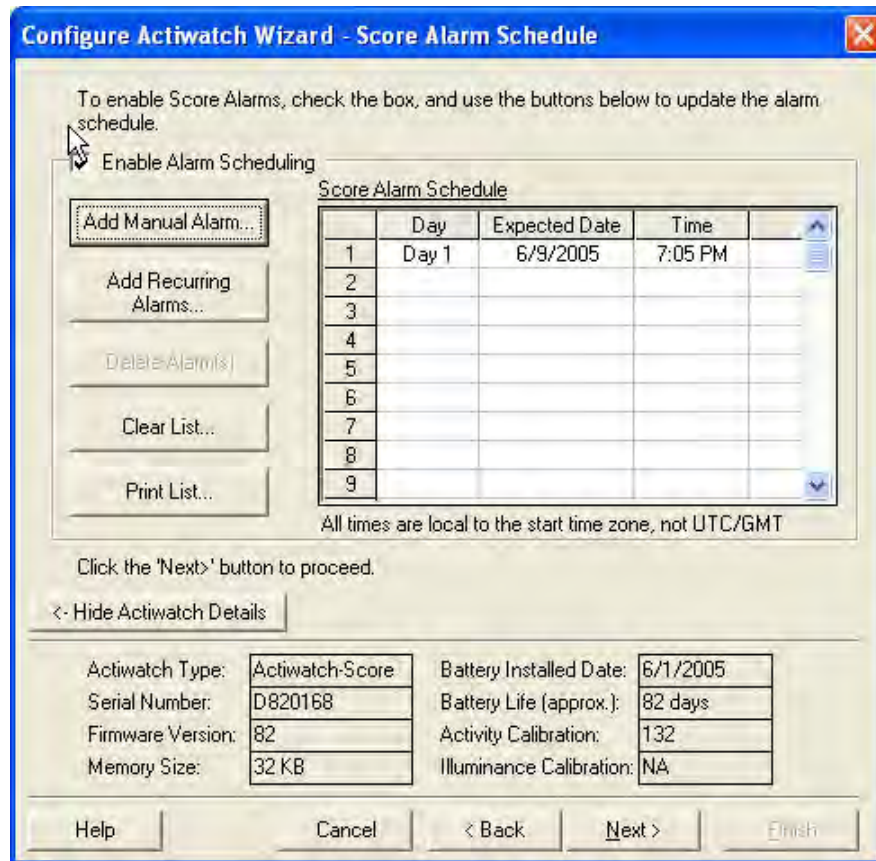 Configure Actiwatch Wizard - Score Alarm Schedule
To enable Score Alarms, check the box, and use the buttons below to update the alarm
schedule.
Enable Alarm Scheduling
Score Alarm Schedule
Add Manual Alarm...
Add Recurring
Alarms...
Delete Alarm(s)
Clear List...
Print List...
Day Expected Date Time
1 Day 1 6/9/2005 7:05 PM
2
3
4
5
6
7
8
9
All times are local to the start time zone, not UTC/GMT
Click the 'Next>' button to proceed.
<- Hide Actiwatch Details
Actiwatch Type: Actiwatch-Score Battery Installed Date: 6/1/2005
Serial Number: D820168 Battery Life (approx.): 82 days
Firmware Version: 82 Activity Calibration: 132
Memory Size: 32 KB Illuminance Calibration: NA
Help Cancel < Back Next > Finish